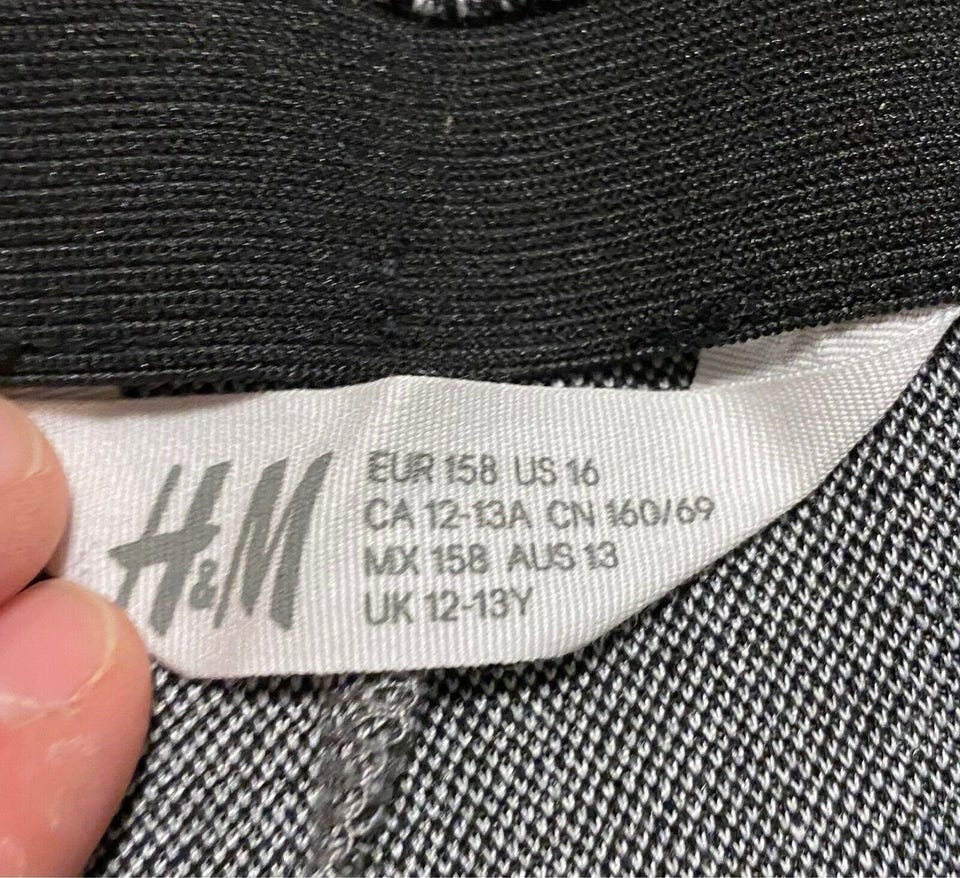 H&M
EUR 158 US 16
CA 12-13A CN 160/69
MX 158 AUS 13
UK 12-13Y